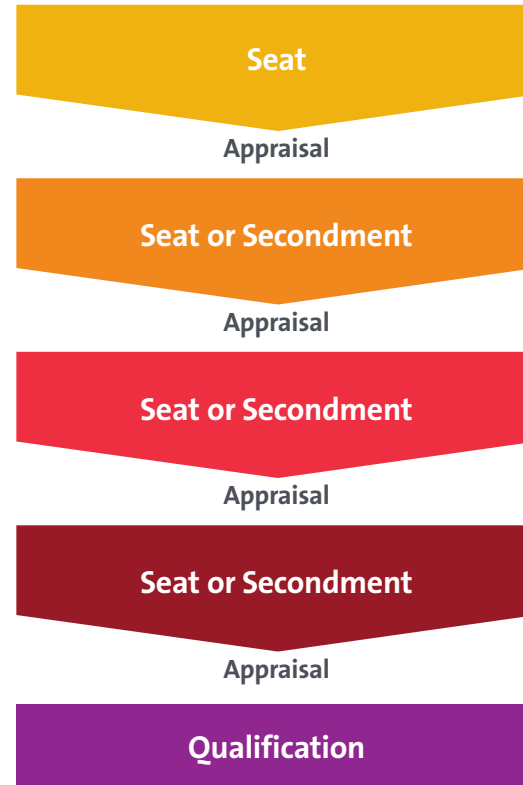 Seat
Appraisal
Seat or Secondment
Appraisal
Seat or Secondment
Appraisal
Seat or Secondment
Appraisal
Qualification